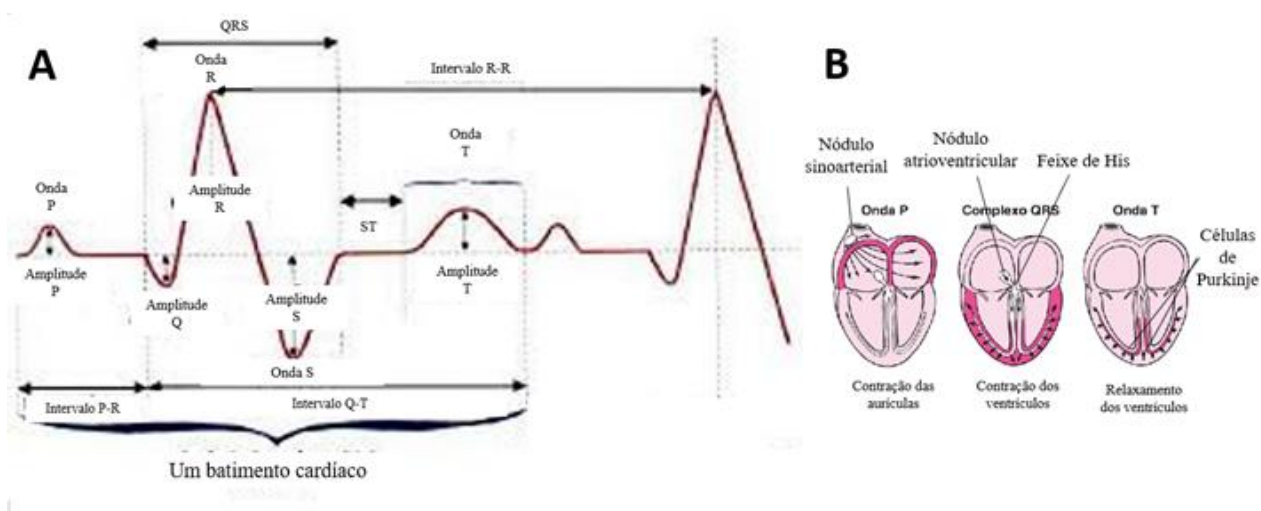 A
QRS
Onda
R
Intervalo R-R
Onda
T
Onda
P
Amplitude
R
ST
Amplitude
P
Amplitude
Q
Amplitude
S
Amplitude
T
Onda S
Intervalo P-R
Intervalo Q-T
Um batimento cardíaco
B
Nódulo
sinoarterial
Nódulo
atrioventricular
Feixe de His
Onda P
Complexo QRS
Onda T
Células
de
Purkinje
Contração das
aurículas
Contração dos
ventrículos
Relaxamento
dos ventrículos